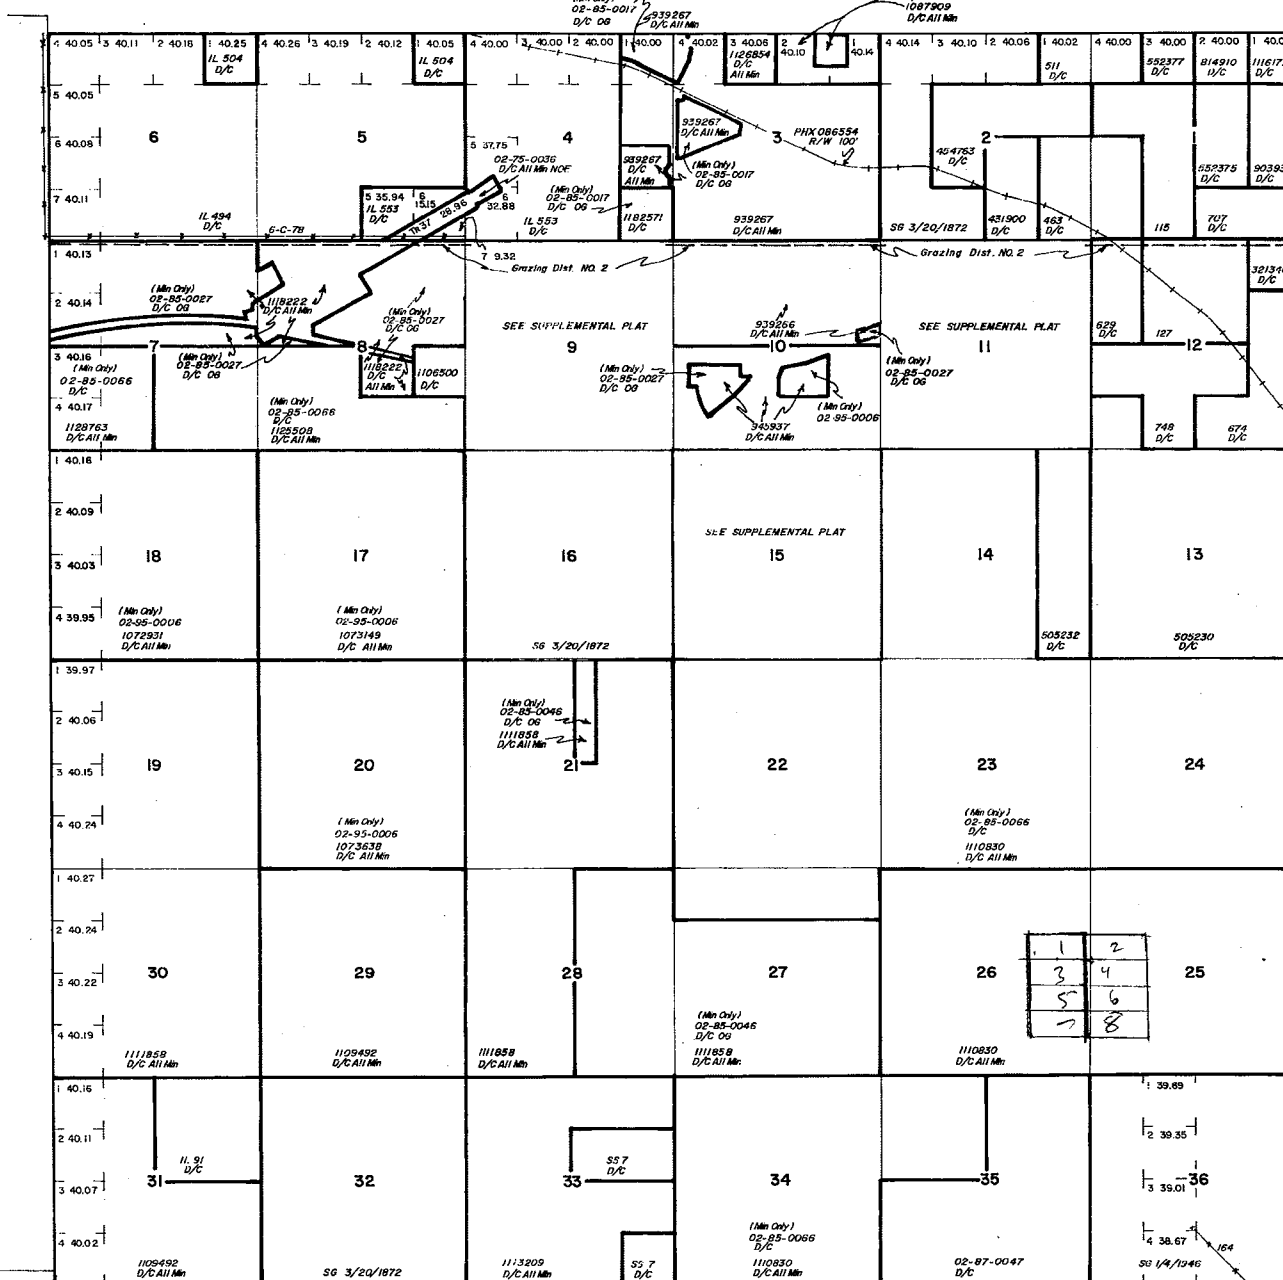 02-85-0017
D/C OG
939267
D/C All Min
1087909
D/C All Min
4 40.05
3 40.11
2 40.16
1 40.25
IL 504
D/C
6 40.26
3 40.19
2 40.12
1 40.05
IL 504
D/C
4 40.00
3 40.00
2 40.00
1 40.00
4 40.02
3 40.06
1126854
D/C
All Min
2
40.10
1
40.14
4 40.14
3 40.10
2 40.06
1 40.02
511
D/C
4 40.00
3 40.00
552377
D/C
2 40.00
814910
D/C
1 40.0
11161
D/C
5 40.05
6 40.08
7 40.11
6
5
4
3
2
IL 494
D/C
6-C-78
5 35.94
IL 553
D/C
6
15.15
5 37.75
02-75-0036
D/C All Min NOE
Tr 37 28.96
6
32.88
7 9.32
IL 553
D/C
(Min Only)
02-85-0017
D/C OG
939267
D/C
All Min
1182571
D/C
939267
D/C All Min
(Min Only)
02-85-0017
D/C OG
939267
D/C All Min
PHX 086554
R/W 100'
SG 3/20/1872
454763
D/C
431900
D/C
463
D/C
115
552375
D/C
707
D/C
9039
D/C
Grazing Dist. NO. 2
Grazing Dist. NO. 2
1 40.13
2 40.14
3 40.16
4 40.17
(Min Only)
02-85-0027
D/C OG
7
(Min Only)
02-85-0066
D/C
1128763
D/C All Min
1118222
D/C All Min
(Min Only)
02-85-0027
D/C OG
(Min Only)
02-85-0027
D/C OG
8
1118222
D/C
All Min
1106500
D/C
(Min Only)
02-85-0066
D/C
1125508
D/C All Min
SEE SUPPLEMENTAL PLAT
9
939266
D/C All Min
10
(Min Only)
02-85-0027
D/C OG
(Min Only)
02-85-0027
D/C OG
945937
D/C All Min
(Min Only)
02-95-0006
SEE SUPPLEMENTAL PLAT
11
629
D/C
127
12
32134
D/C
748
D/C
674
D/C
1 40.16
2 40.09
3 40.03
4 39.95
18
(Min Only)
02-95-0006
1072931
D/C All Min
17
(Min Only)
02-95-0006
1073149
D/C All Min
16
SG 3/20/1872
SEE SUPPLEMENTAL PLAT
15
14
505232
D/C
13
505230
D/C
1 39.97
2 40.06
3 40.15
4 40.24
19
20
(Min Only)
02-95-0006
1073638
D/C All Min
(Min Only)
02-85-0046
D/C OG
1111858
D/C All Min
21
22
23
(Min Only)
02-85-0066
D/C
1110830
D/C All Min
24
1 40.27
2 40.24
3 40.22
4 40.19
30
1111858
D/C All Min
29
1109492
D/C All Min
28
1111858
D/C All Min
27
(Min Only)
02-85-0046
D/C OG
1111858
D/C All Min
26
1110830
D/C All Min
1 2
3 4
5 6
7 8
25
1 40.16
2 40.11
3 40.07
4 40.02
IL 91
D/C
31
1109492
D/C All Min
32
SG 3/20/1872
SS 7
D/C
33
1113209
D/C All Min
SS 7
D/C
34
(Min Only)
02-85-0066
D/C
1110830
D/C All Min
35
02-87-0047
D/C
1 39.69
2 39.35
3 39.01
36
4 38.67
164
SG 1/4/1946